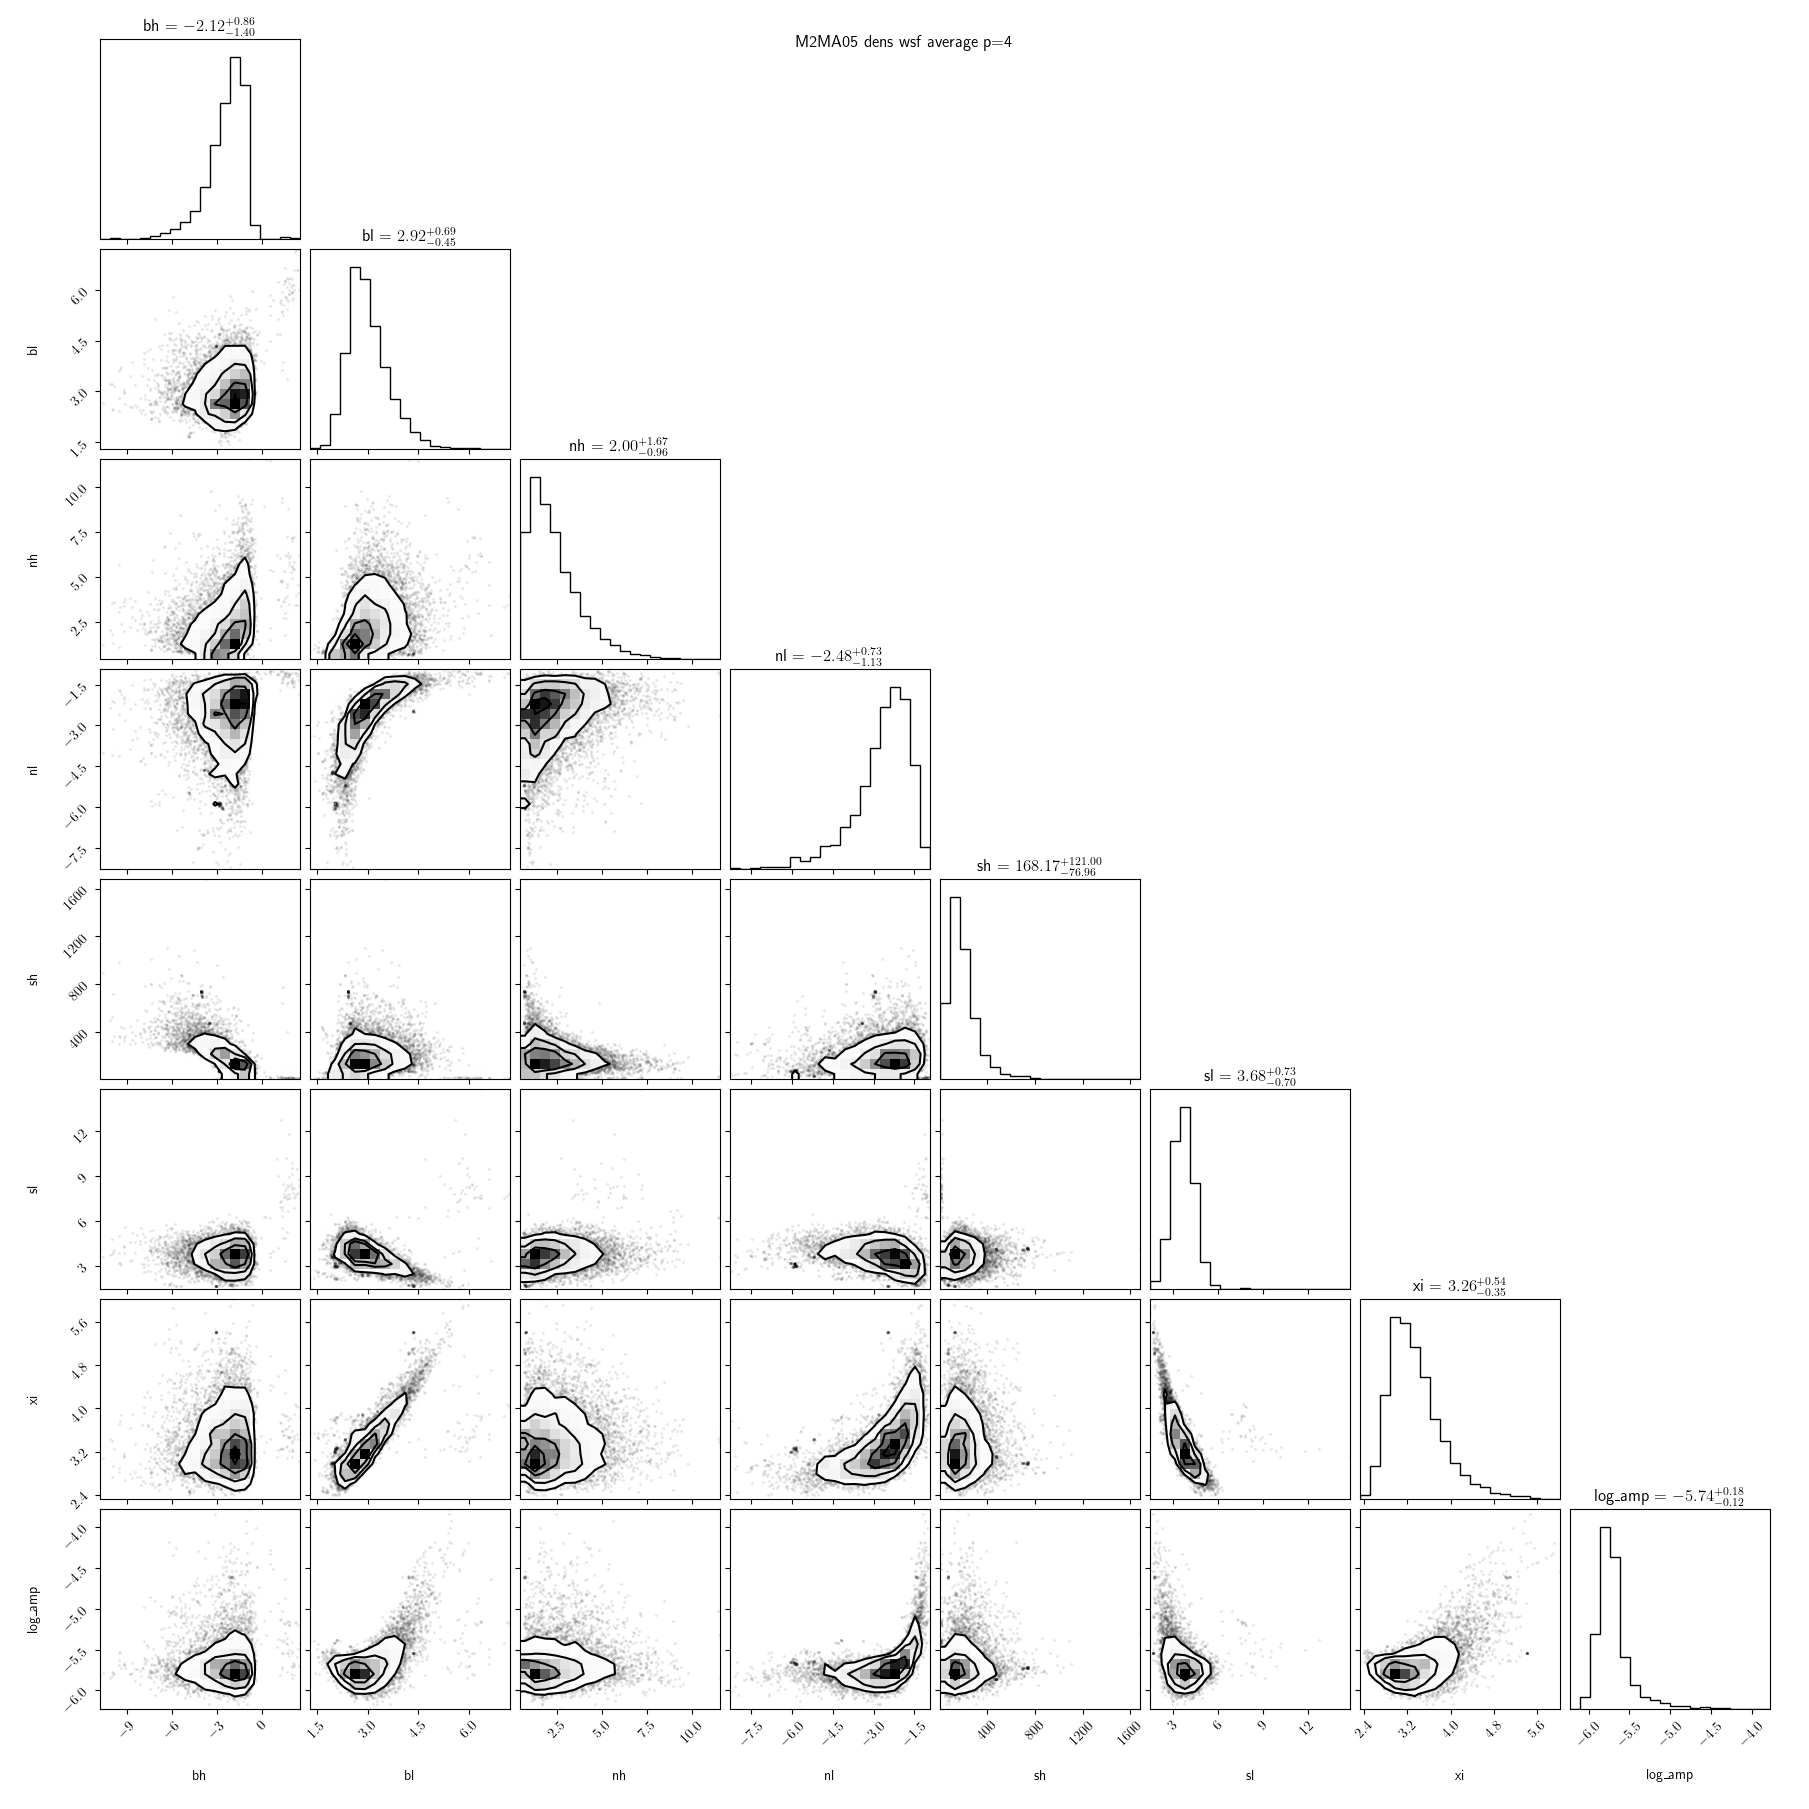 M2MA05 dens wsf average p=4
bh = −2.12+0.86−1.40
bl = 2.92+0.69−0.45
6.0
4.5
3.0
1.5
bl
nh = 2.00+1.67−0.96
10.0
7.5
5.0
2.5
nh
nl = −2.48+0.73−1.13
−1.5
−3.0
−4.5
−6.0
−7.5
nl
sh = 168.17+121.00−76.96
1600
1200
800
400
sh
sl = 3.68+0.73−0.70
12
9
6
3
sl
xi = 3.26+0.54−0.35
5.6
4.8
4.0
3.2
2.4
xi
log_amp = −5.74+0.18−0.12
−4.0
−4.5
−5.0
−5.5
−6.0
log_amp
−9 −6 −3 0 1.5 3.0 4.5 6.0 2.5 5.0 7.5 10.0 −7.5 −6.0 −4.5 −3.0 −1.5 400 800 1200 1600 3 6 9 12 2.4 3.2 4.0 4.8 5.6 −6.0 −5.5 −5.0 −4.5 −4.0
bh bl nh nl sh sl xi log_amp